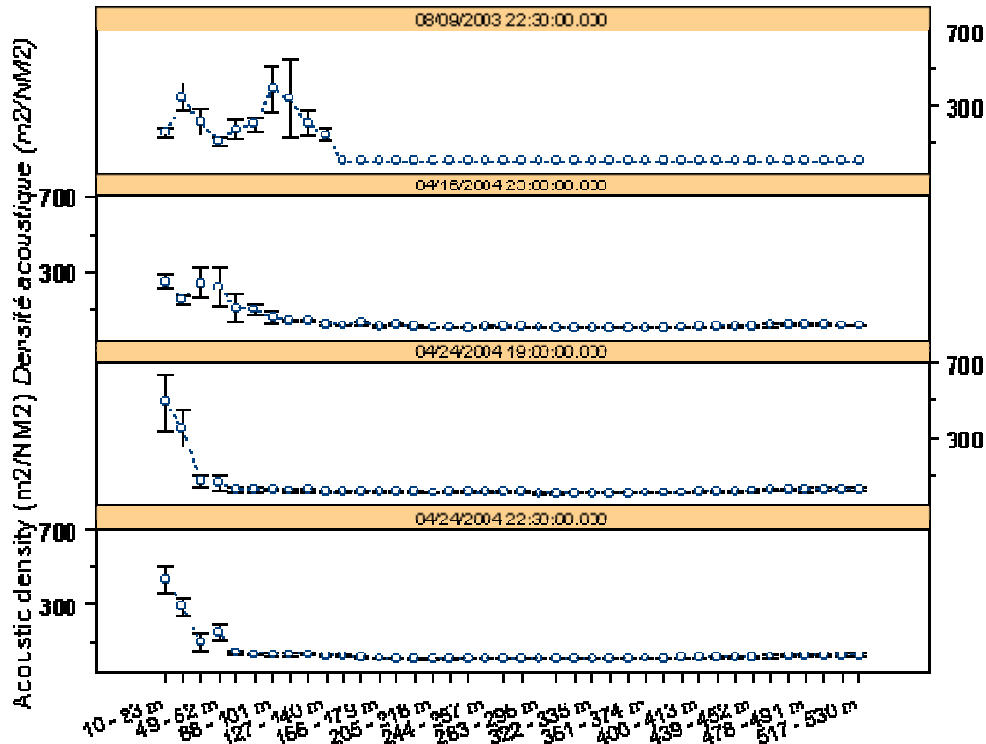 08/09/2003 22:30:00.000
700
300
04/16/2004 20:00:00.000
700
300
04/24/2004 19:00:00.000
700
300
04/24/2004 22:30:00.000
700
300
Acoustic density (m2/NM2) Densité acoustique (m2/NM2)
10 - 23 m
49 - 62 m
88 - 101 m
127 - 140 m
166 - 179 m
205 - 218 m
244 - 257 m
283 - 296 m
322 - 335 m
361 - 374 m
400 - 413 m
439 - 452 m
478 - 491 m
517 - 530 m